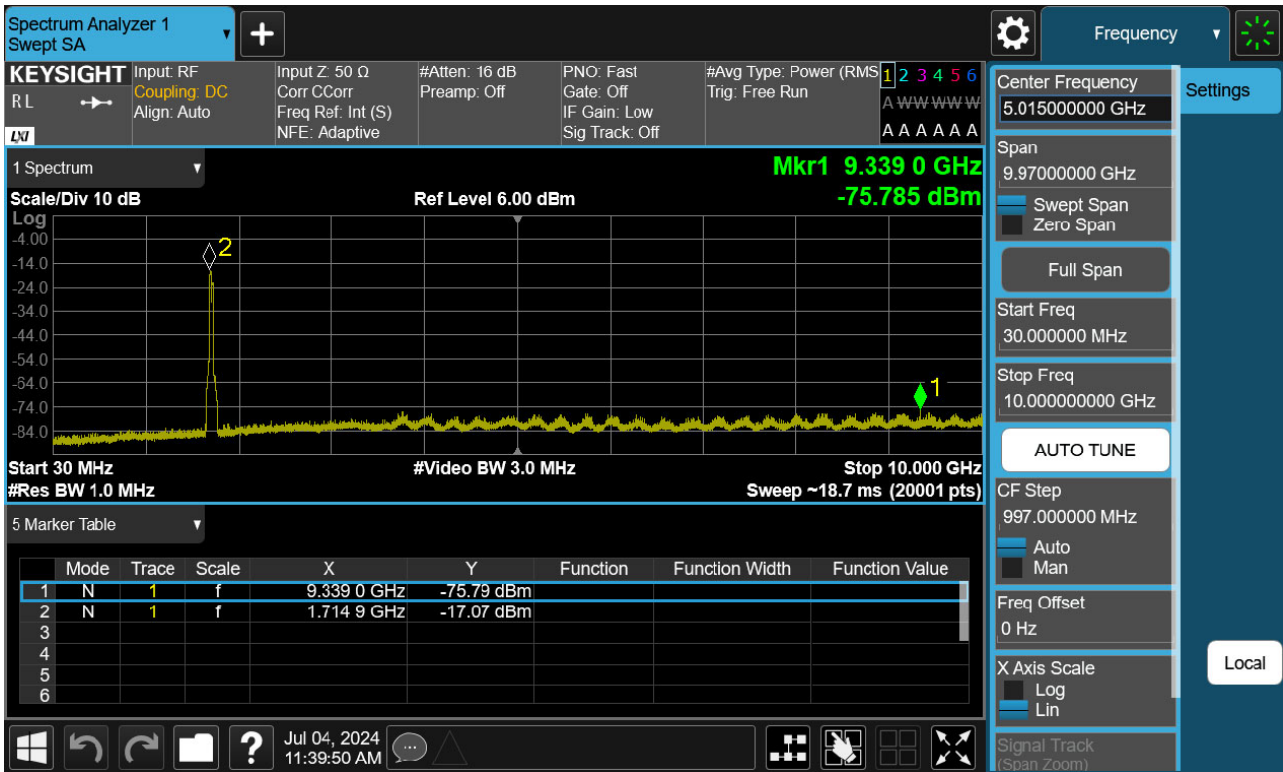 Spectrum Analyzer 1
Swept SA
+
Frequency
KEYSIGHT
R L
LXI
Input: RF
Coupling: DC
Align: Auto
Input Z: 50 Ω
Corr CCorr
Freq Ref: Int (S)
NFE: Adaptive
#Atten: 16 dB
Preamp: Off
PNO: Fast
Gate: Off
IF Gain: Low
Sig Track: Off
#Avg Type: Power (RMS
Trig: Free Run
1 2 3 4 5 6
A W W W W W
A A A A A A
1 Spectrum
Mkr1 9.339 0 GHz
-75.785 dBm
Scale/Div 10 dB
Ref Level 6.00 dBm
Log
-4.00
-14.0
-24.0
-34.0
-44.0
-54.0
-64.0
-74.0
-84.0
2
1
Start 30 MHz
#Video BW 3.0 MHz
Stop 10.000 GHz
#Res BW 1.0 MHz
Sweep ~18.7 ms (20001 pts)
5 Marker Table
Mode Trace Scale X Y Function Function Width Function Value
1 N 1 f 9.339 0 GHz -75.79 dBm
2 N 1 f 1.714 9 GHz -17.07 dBm
3
4
5
6
?
Jul 04, 2024
11:39:50 AM
Center Frequency
5.015000000 GHz
Settings
Span
9.97000000 GHz
Swept Span
Zero Span
Full Span
Start Freq
30.000000 MHz
Stop Freq
10.000000000 GHz
AUTO TUNE
CF Step
997.000000 MHz
Auto
Man
Freq Offset
0 Hz
X Axis Scale
Log
Lin
Local
Signal Track
(Span Zoom)